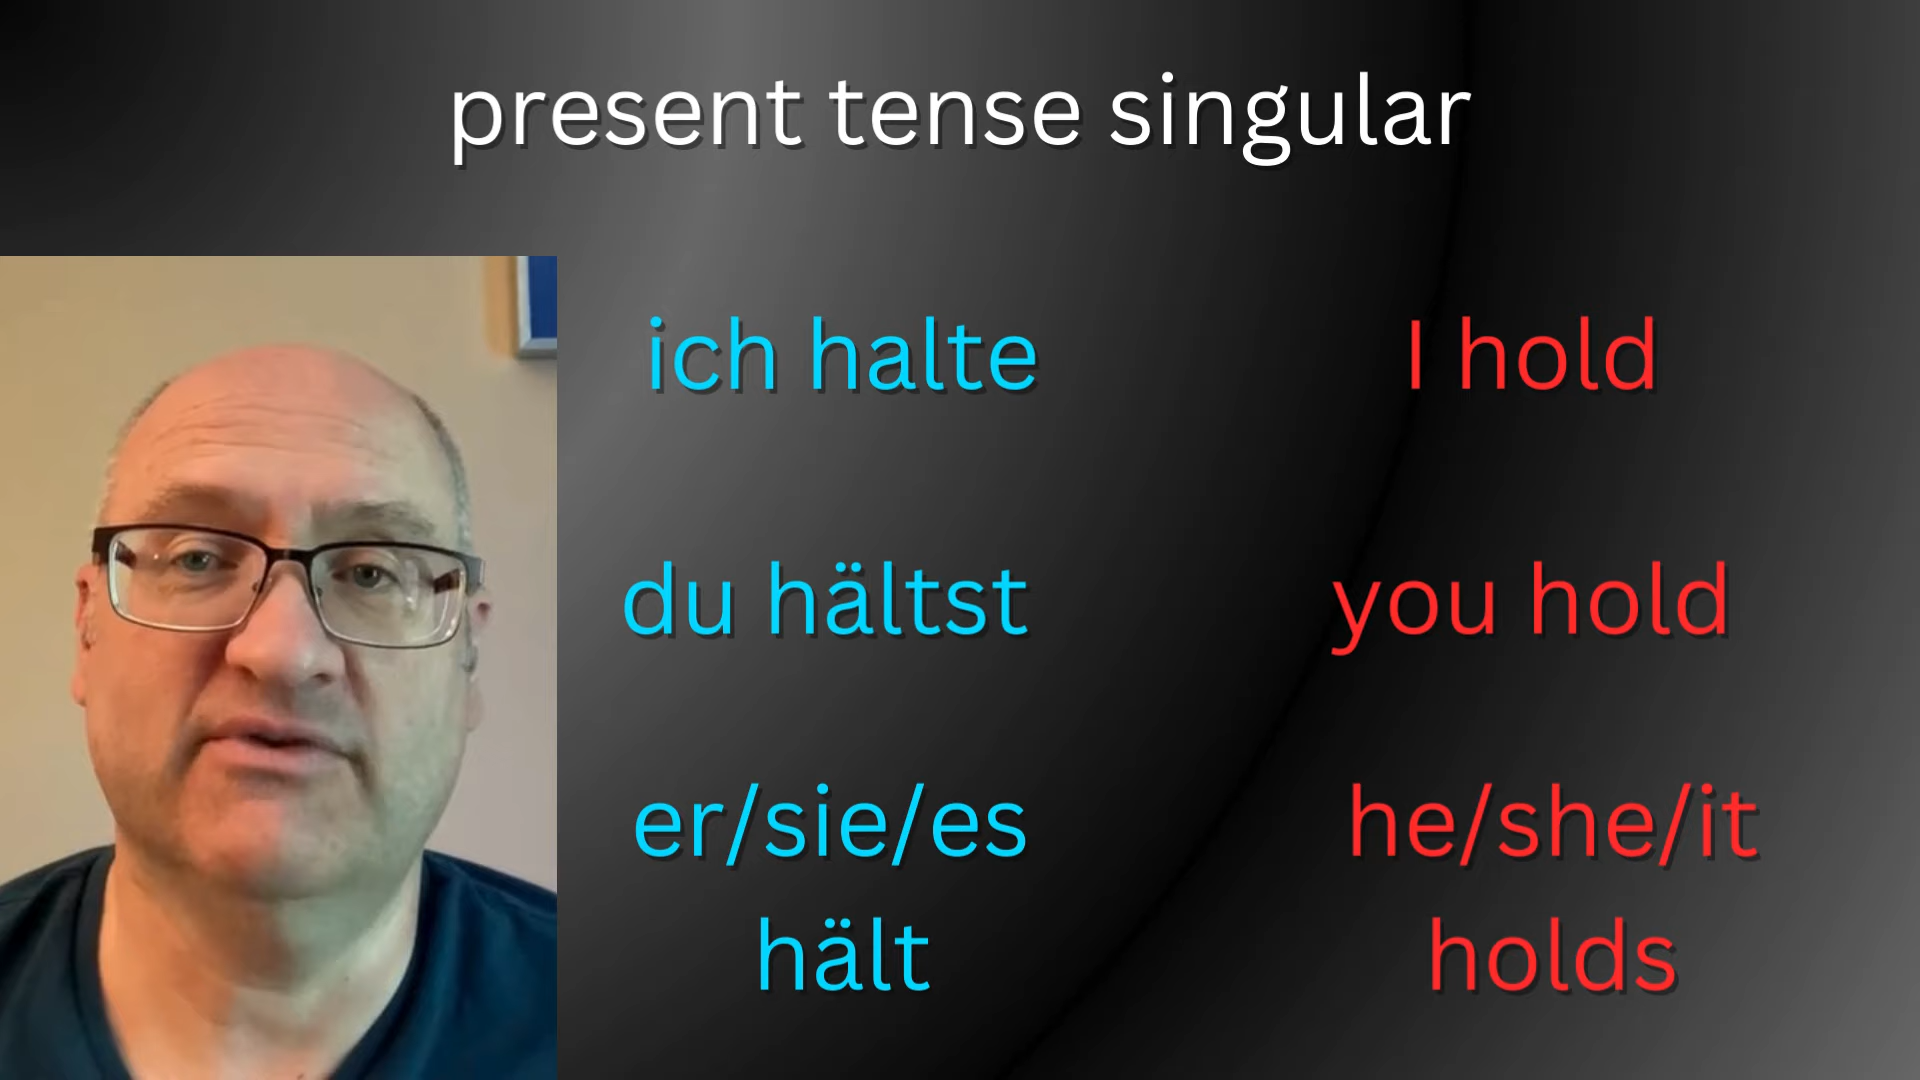 present tense singular
ich halte
I hold
du hältst
you hold
er/sie/es
hält
he/she/it
holds